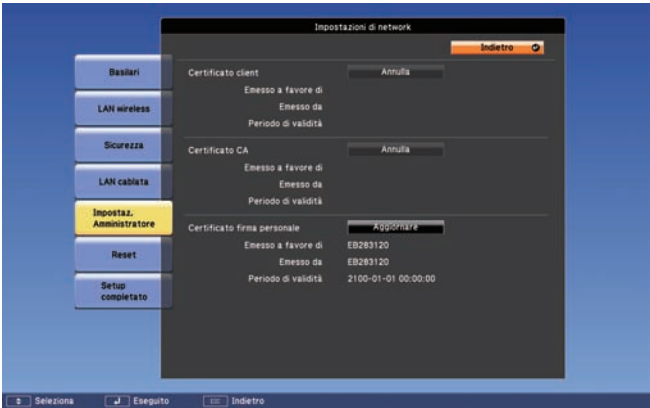 Impostazioni di network
Indietro
Basilari
LAN wireless
Sicurezza
LAN cablata
Impostaz.
Amministratore
Reset
Setup
completato
Certificato client Annulla
Emesso a favore di
Emesso da
Periodo di validità
Certificato CA Annulla
Emesso a favore di
Emesso da
Periodo di validità
Certificato firma personale Aggiornare
Emesso a favore di EB283120
Emesso da EB283120
Periodo di validità 2100-01-01 00:00:00
Seleziona Eseguito Indietro